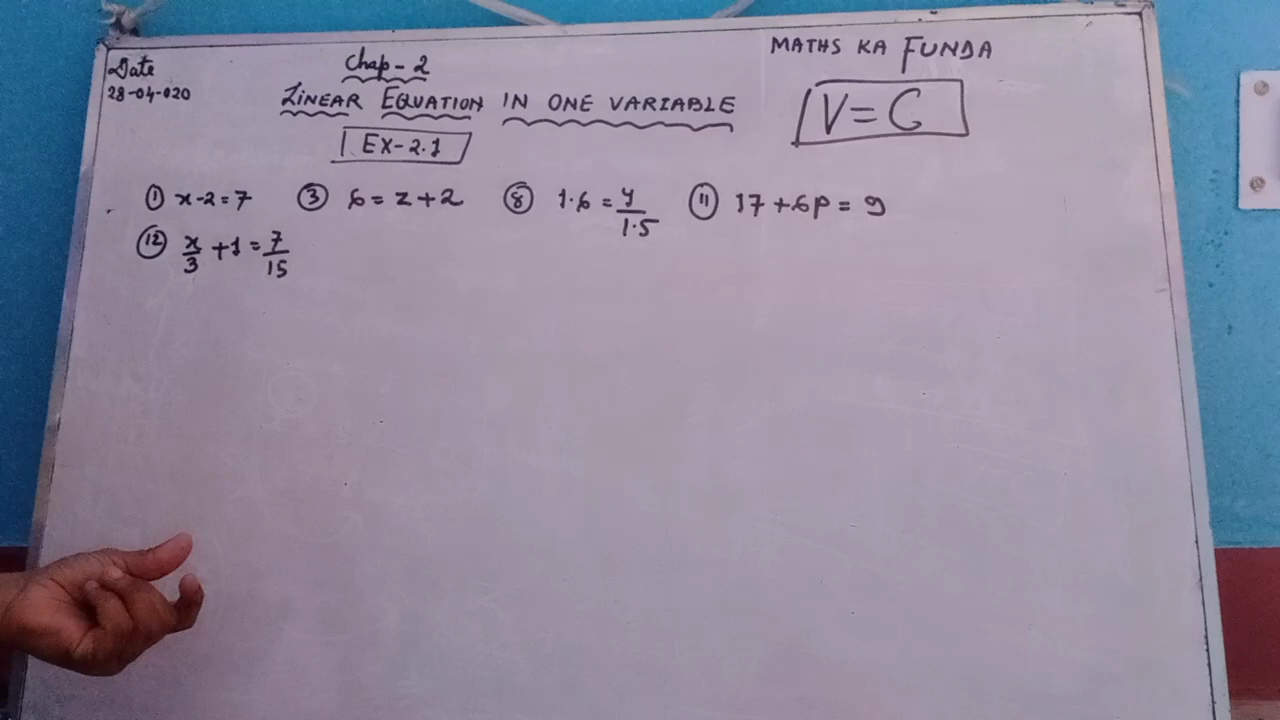 Date
28-04-020
Chap-2
LINEAR EQUATION IN ONE VARIABLE
EX-2.1
MATHS KA FUNDA
V=C
① x-2=7 ③ 6=z+2 ⑧ 1.6=y/1.5 ⑪ 17+6p=9
⑫ x/3+1=7/15